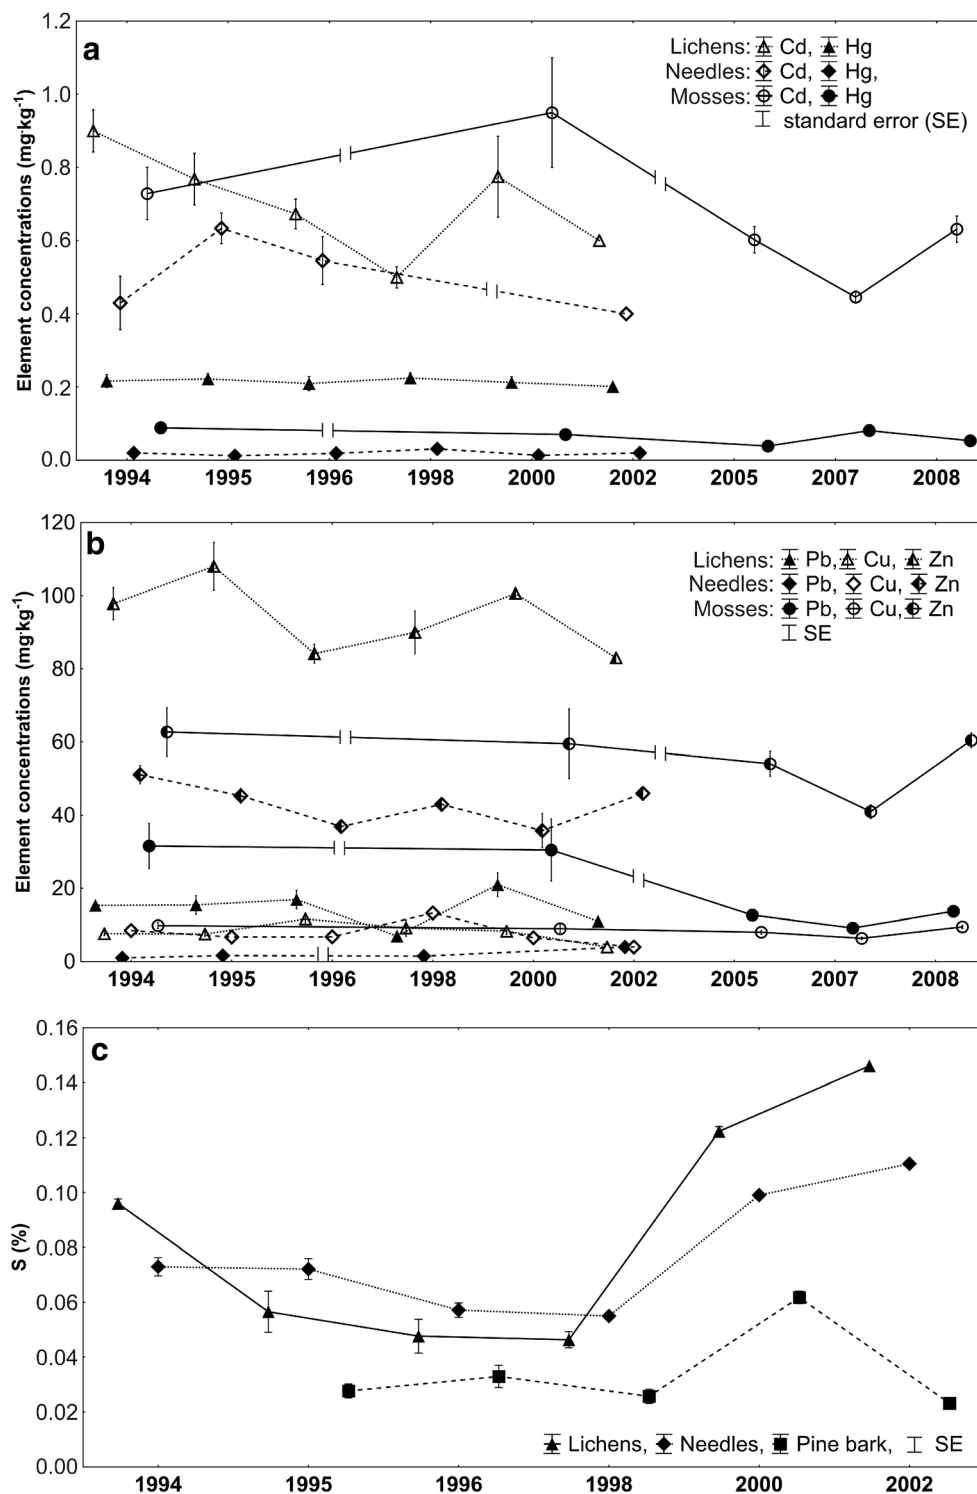 a
Element concentrations (mg·kg-1)
1.2
1.0
0.8
0.6
0.4
0.2
0.0
Lichens: Cd, Hg
Needles: Cd, Hg,
Mosses: Cd, Hg
standard error (SE)
1994 1995 1996 1998 2000 2002 2005 2007 2008
b
Element concentrations (mg·kg-1)
120
100
80
60
40
20
0
Lichens: Pb, Cu, Zn
Needles: Pb, Cu, Zn
Mosses: Pb, Cu, Zn
SE
1994 1995 1996 1998 2000 2002 2005 2007 2008
c
S (%)
0.16
0.14
0.12
0.10
0.08
0.06
0.04
0.02
0.00
Lichens, Needles, Pine bark, SE
1994 1995 1996 1998 2000 2002